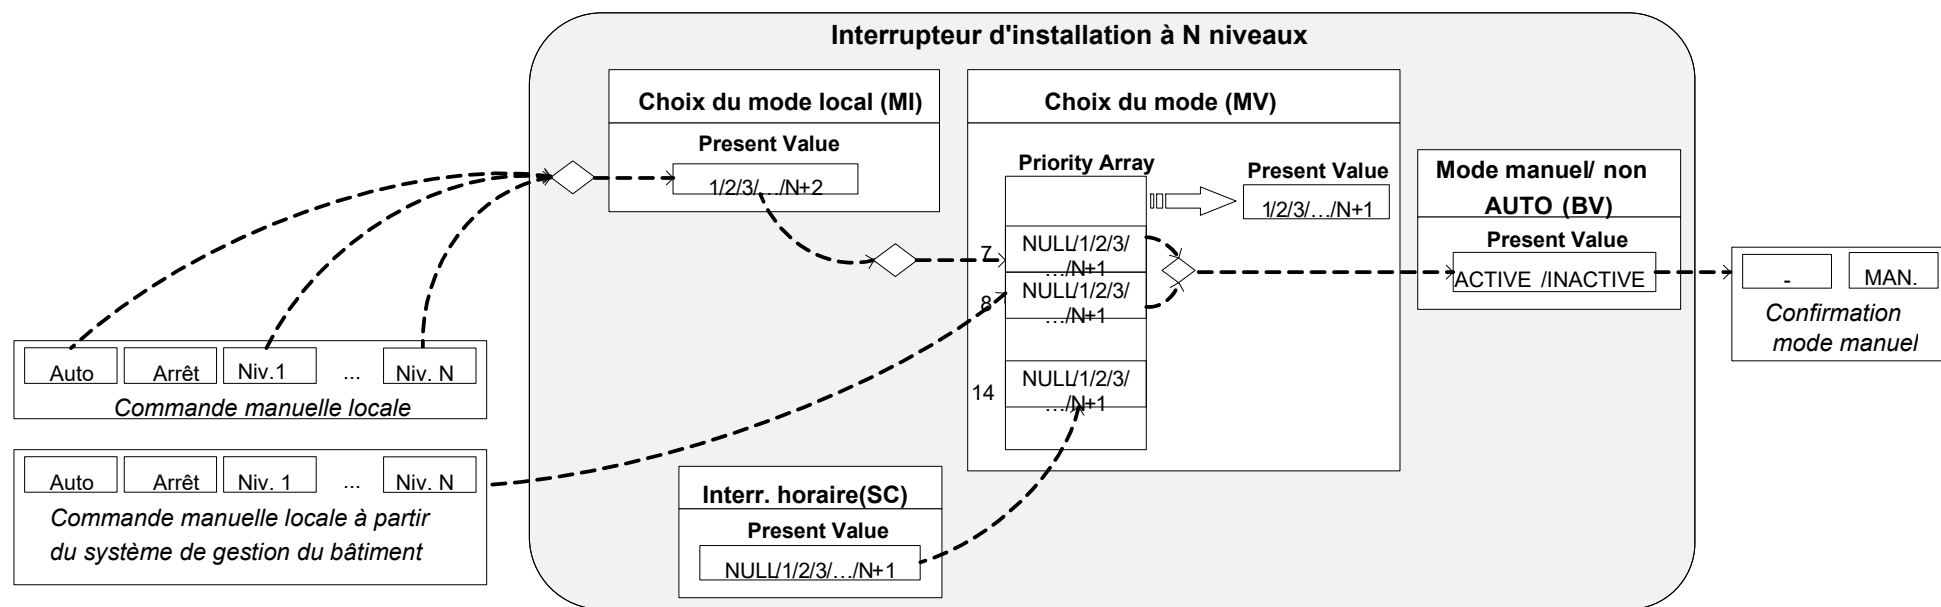 Interrupteur d'installation à N niveaux
Choix du mode local (MI)
Present Value
1/2/3/…/N+2
Choix du mode (MV)
Priority Array
Present Value
1/2/3/…/N+1
7
NULL/1/2/3/
…/N+1
8
NULL/1/2/3/
…/N+1
14
NULL/1/2/3/
…/N+1
Mode manuel/ non
AUTO (BV)
Present Value
ACTIVE /INACTIVE
-
MAN.
Confirmation
mode manuel
Auto
Arrêt
Niv.1
...
Niv. N
Commande manuelle locale
Auto
Arrêt
Niv. 1
...
Niv. N
Commande manuelle locale à partir
du système de gestion du bâtiment
Interr. horaire(SC)
Present Value
NULL/1/2/3/…/N+1